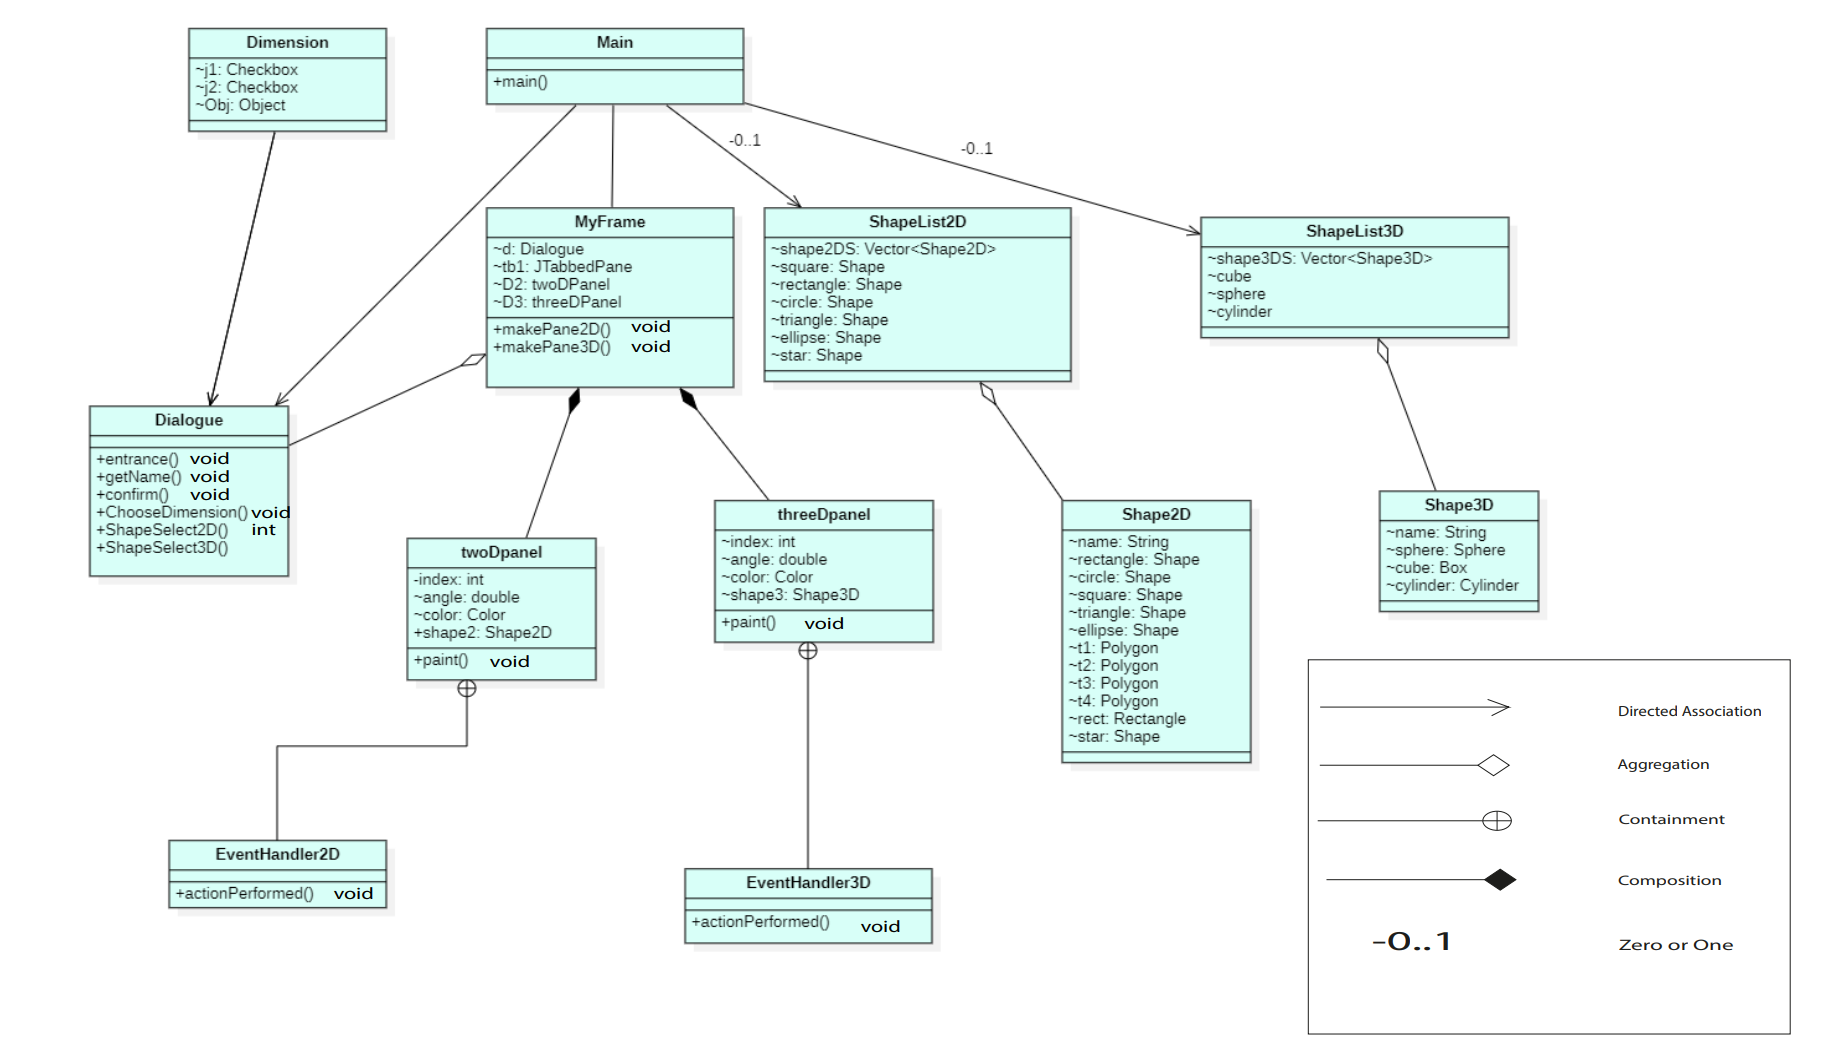 Dimension
~j1: Checkbox
~j2: Checkbox
~Obj: Object
Main
+main()
-0..1
-0..1
MyFrame
~d: Dialogue
~tb1: JTabbedPane
~D2: twoDPanel
~D3: threeDPanel
+makePane2D() void
+makePane3D() void
ShapeList2D
~shape2DS: Vector<Shape2D>
~square: Shape
~rectangle: Shape
~circle: Shape
~triangle: Shape
~ellipse: Shape
~star: Shape
ShapeList3D
~shape3DS: Vector<Shape3D>
~cube
~sphere
~cylinder
Dialogue
+entrance() void
+getName() void
+confirm() void
+ChooseDimension() void
+ShapeSelect2D() int
+ShapeSelect3D()
twoDpanel
-index: int
~angle: double
~color: Color
+shape2: Shape2D
+paint() void
threeDpanel
~index: int
~angle: double
~color: Color
~shape3: Shape3D
+paint() void
Shape2D
~name: String
~rectangle: Shape
~circle: Shape
~square: Shape
~triangle: Shape
~ellipse: Shape
~t1: Polygon
~t2: Polygon
~t3: Polygon
~t4: Polygon
~rect: Rectangle
~star: Shape
Shape3D
~name: String
~sphere: Sphere
~cube: Box
~cylinder: Cylinder
EventHandler2D
+actionPerformed() void
EventHandler3D
+actionPerformed() void
Directed Association
Aggregation
Containment
Composition
-0..1 Zero or One